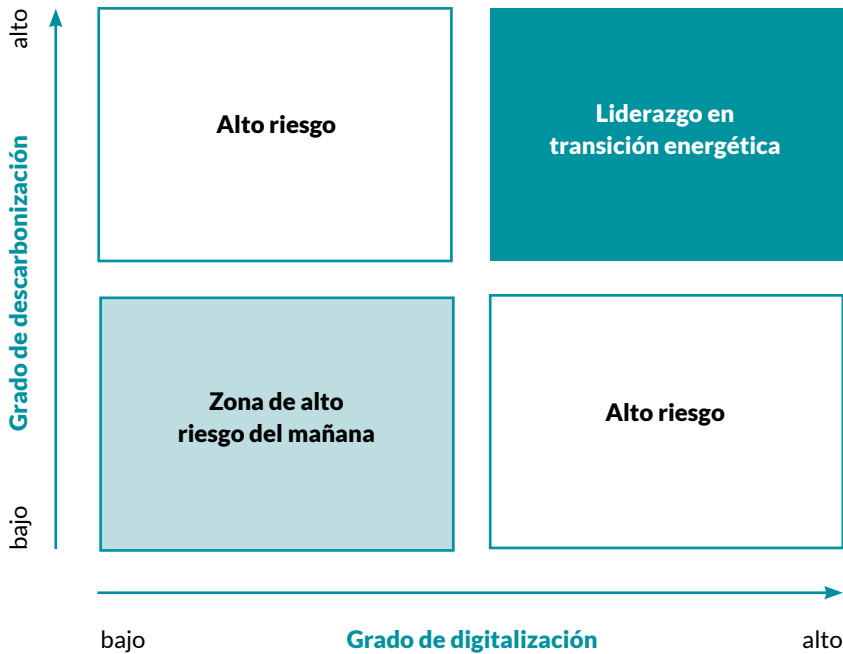 alto
Grado de descarbonización
bajo
Alto riesgo
Liderazgo en
transición energética
Zona de alto
riesgo del mañana
Alto riesgo
bajo
Grado de digitalización
alto